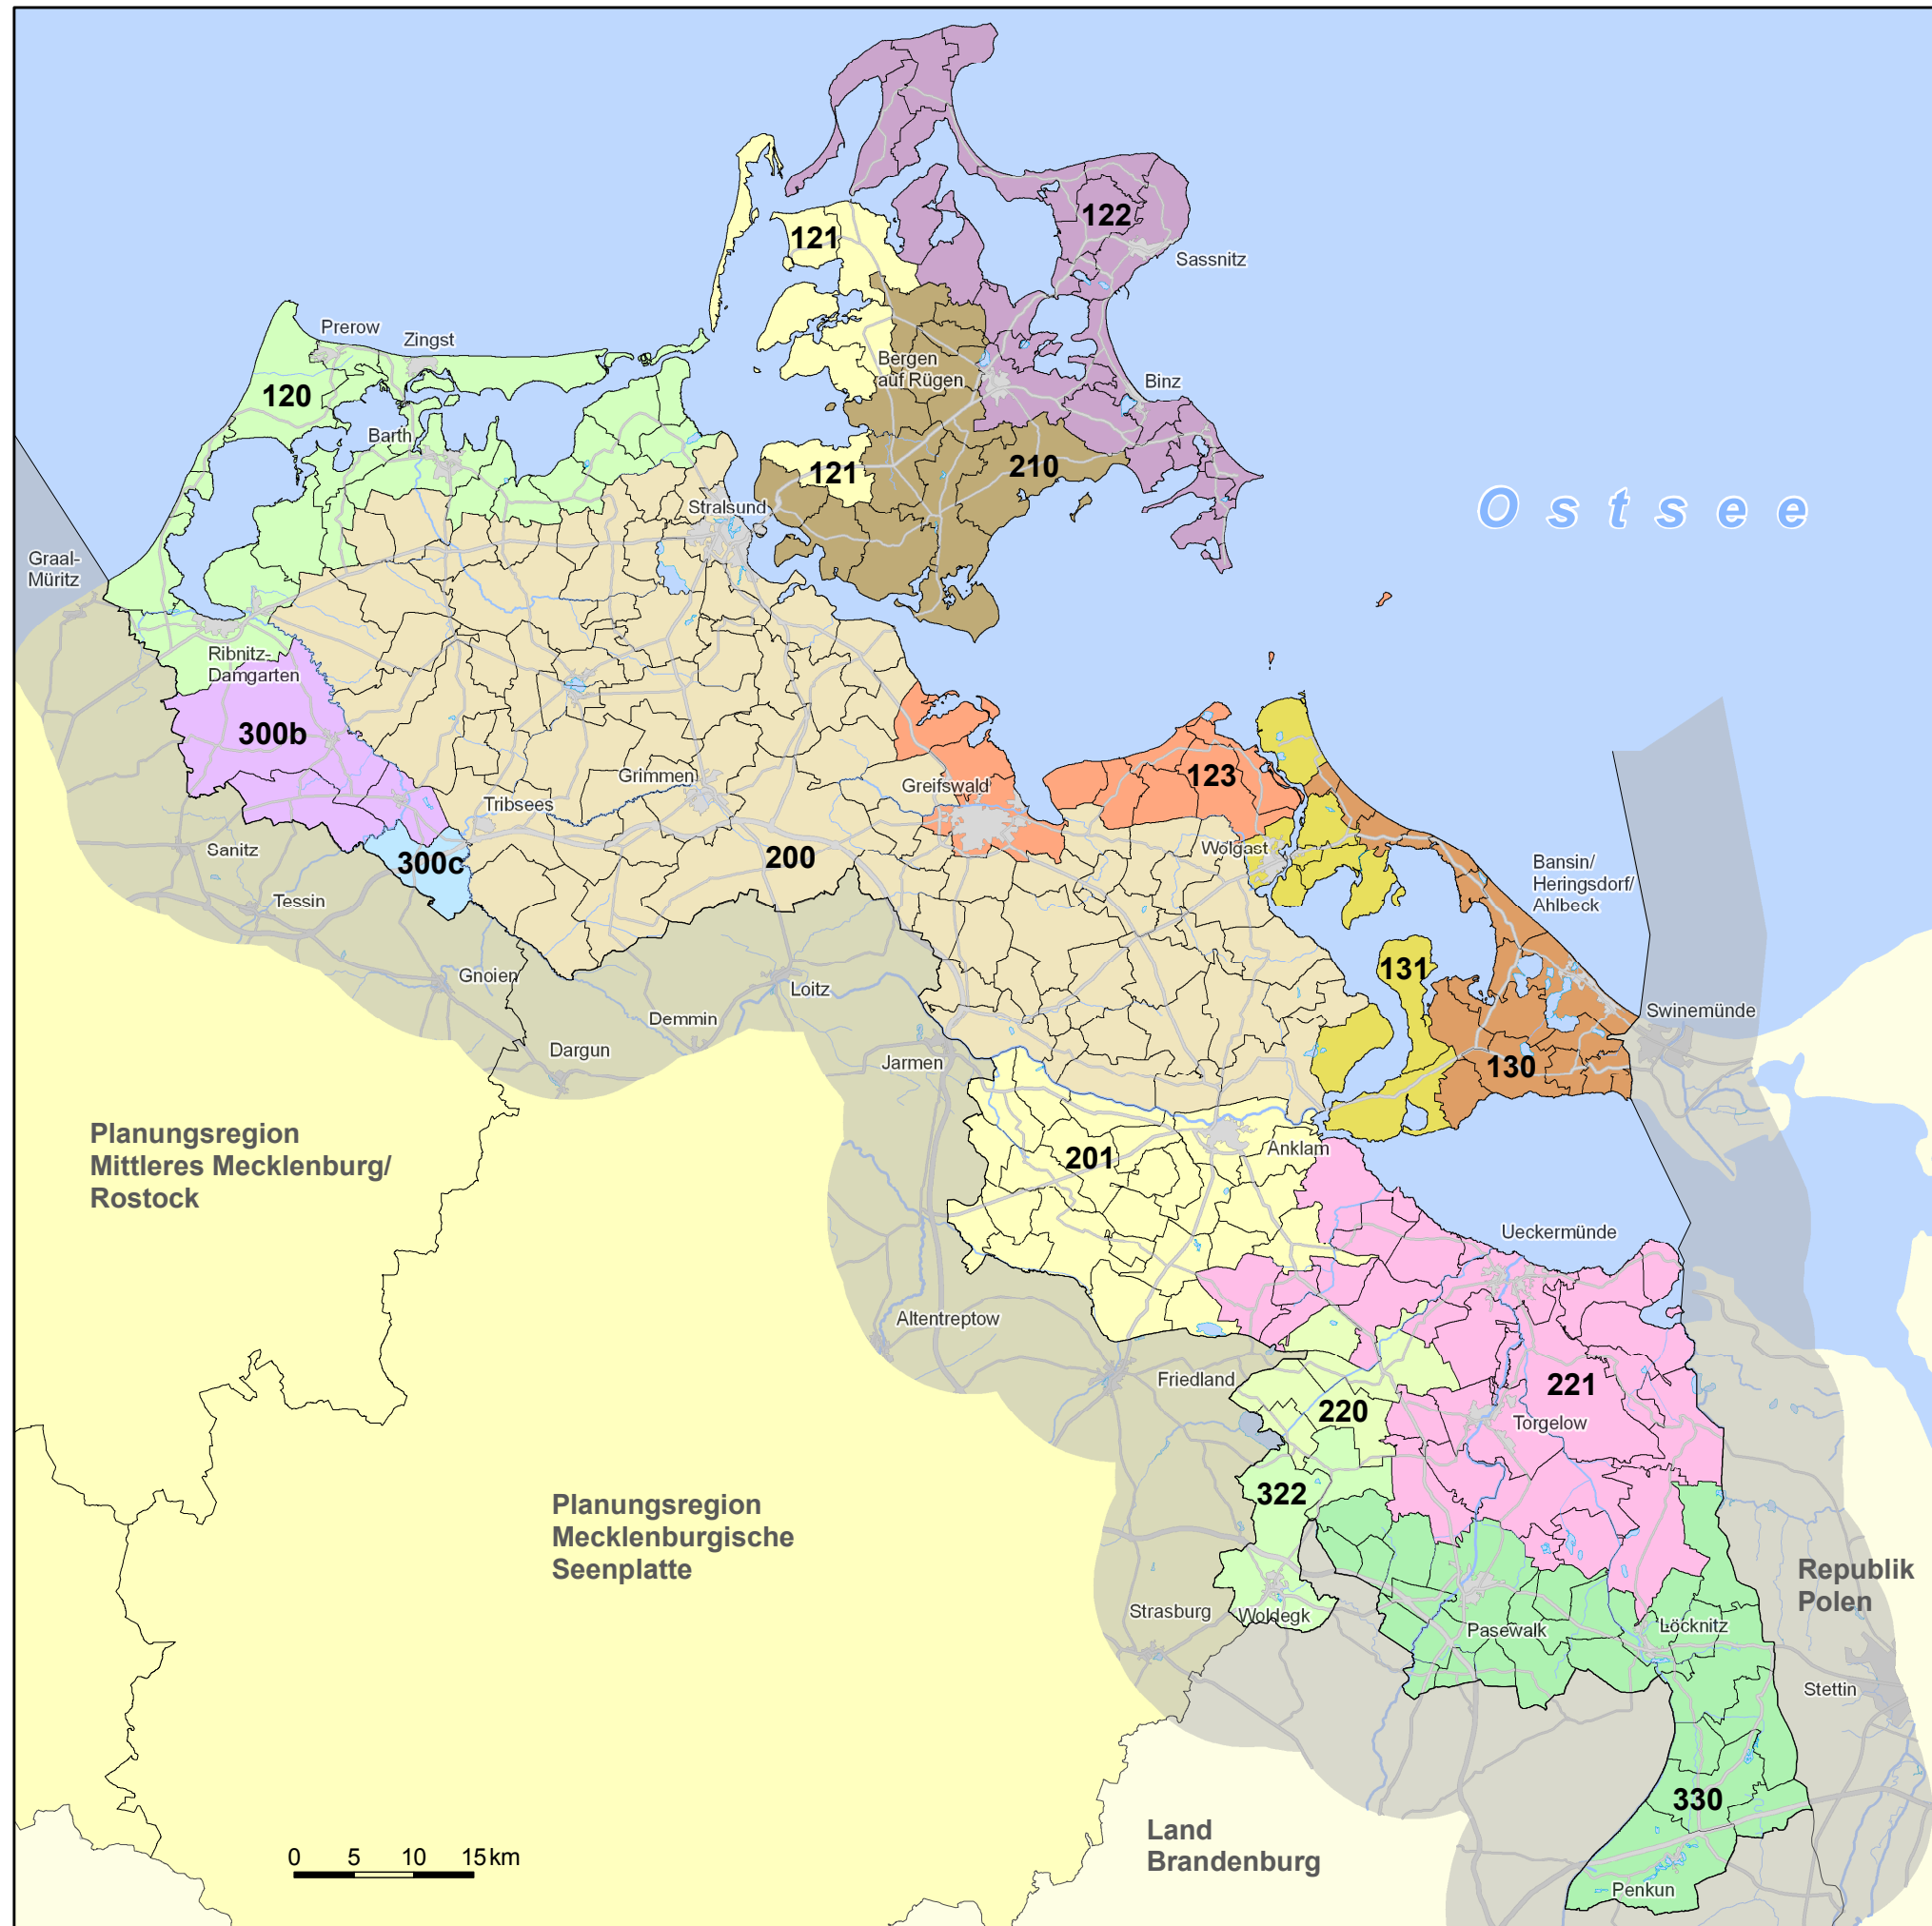 122
121
Sassnitz
Prerow
Zingst
Bergen
auf Rügen
Binz
120
Barth
121
210
Stralsund
Ostsee
Graal-
Müritz
Ribnitz-
Damgarten
300b
Grimmen
Greifswald
123
Tribsees
Sanitz
300c
200
Wolgast
Bansin/
Heringsdorf/
Ahlbeck
Tessin
Gnoien
Loitz
131
Demmin
Swinemünde
Dargun
Jarmen
130
Planungsregion
Mittleres Mecklenburg/
Rostock
201
Anklam
Ueckermünde
Altentreptow
Friedland
220
221
Torgelow
322
Planungsregion
Mecklenburgische
Seenplatte
Republik
Polen
Strasburg
Woldegk
Pasewalk
Löcknitz
Stettin
330
Land
Brandenburg
0 5 10 15 km
Penkun